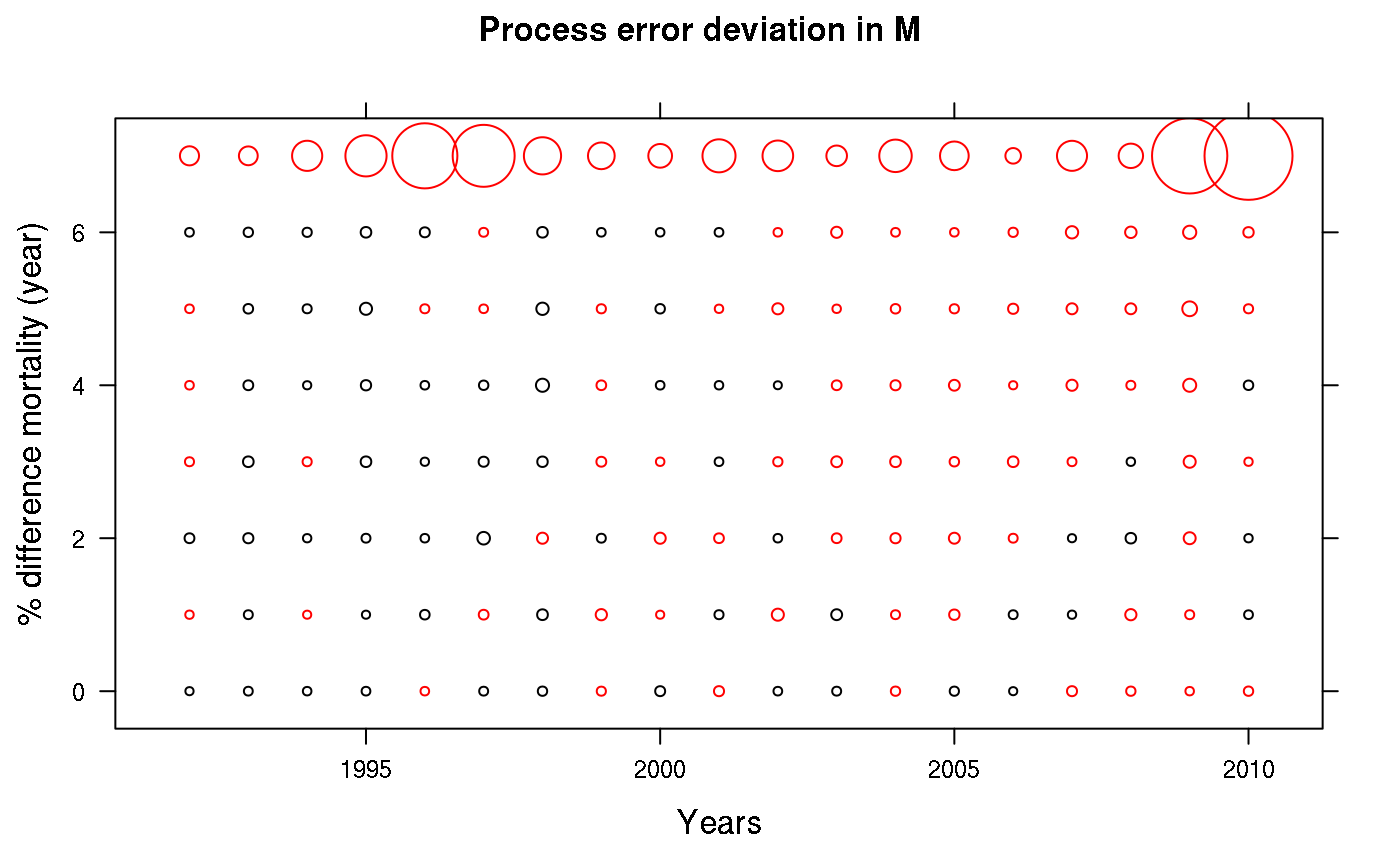 Process error deviation in M
% difference mortality (year)
6
4
2
0
1995 2000 2005 2010
Years